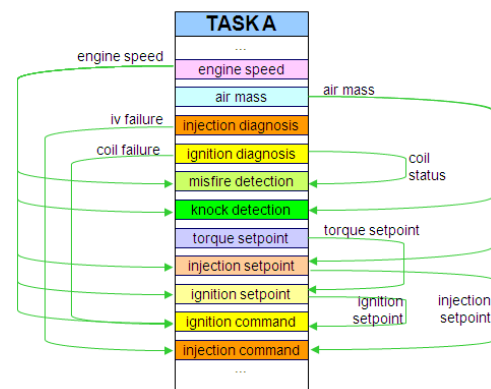 TASK A
...
engine speed
engine speed
air mass
air mass
iv failure
injection diagnosis
coil failure
ignition diagnosis
coil
status
misfire detection
knock detection
torque setpoint
torque setpoint
injection setpoint
ignition setpoint
ignition
setpoint
injection
setpoint
ignition command
injection command
...